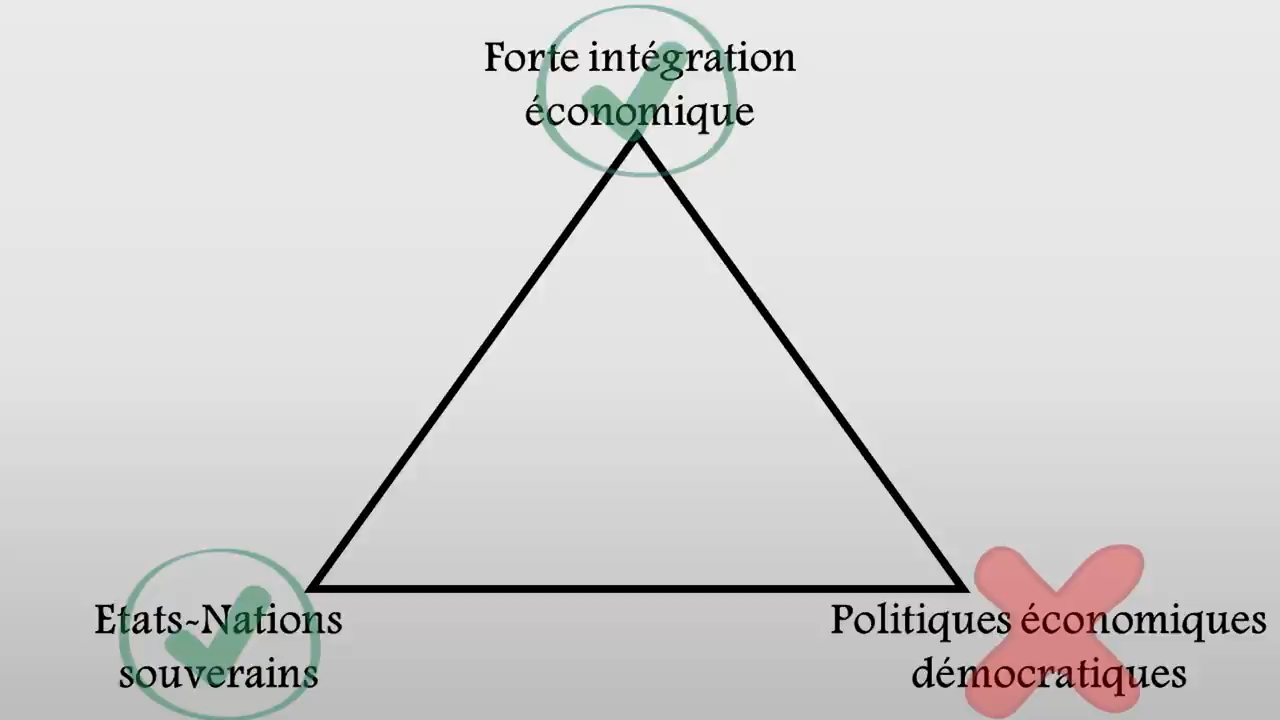 Forte intégration
économique
Etats-Nations
souverains
Politiques économiques
démocratiques